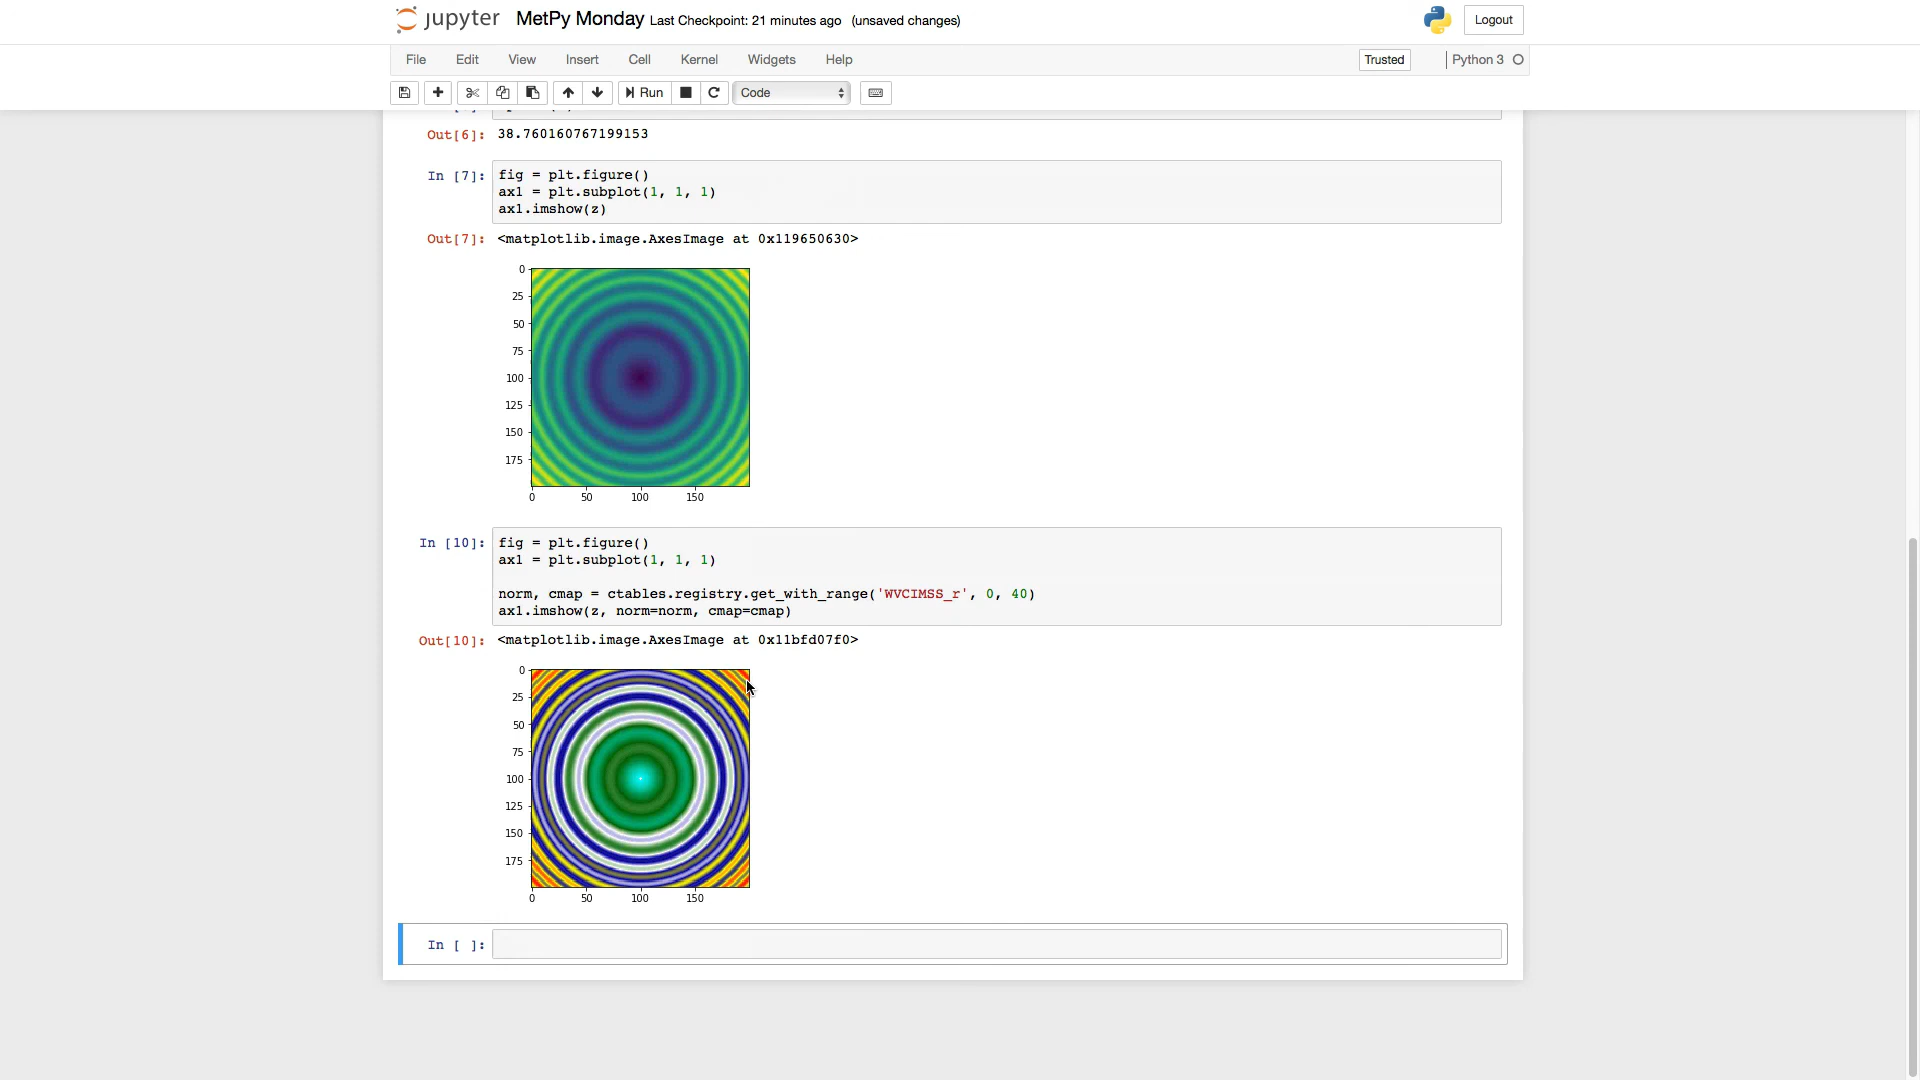 jupyter MetPy Monday Last Checkpoint: 21 minutes ago (unsaved changes)
Logout
File Edit View Insert Cell Kernel Widgets Help
Trusted
Python 3
Run
Code
Out[6]: 38.760160767199153
In [7]: fig = plt.figure()
ax1 = plt.subplot(1, 1, 1)
ax1.imshow(z)
Out[7]: <matplotlib.image.AxesImage at 0x119650630>
0
25
50
75
100
125
150
175
0 50 100 150
In [10]: fig = plt.figure()
ax1 = plt.subplot(1, 1, 1)
norm, cmap = ctables.registry.get_with_range('WVCIMSS_r', 0, 40)
ax1.imshow(z, norm=norm, cmap=cmap)
Out[10]: <matplotlib.image.AxesImage at 0x11bfd07f0>
0
25
50
75
100
125
150
175
0 50 100 150
In [ ]: